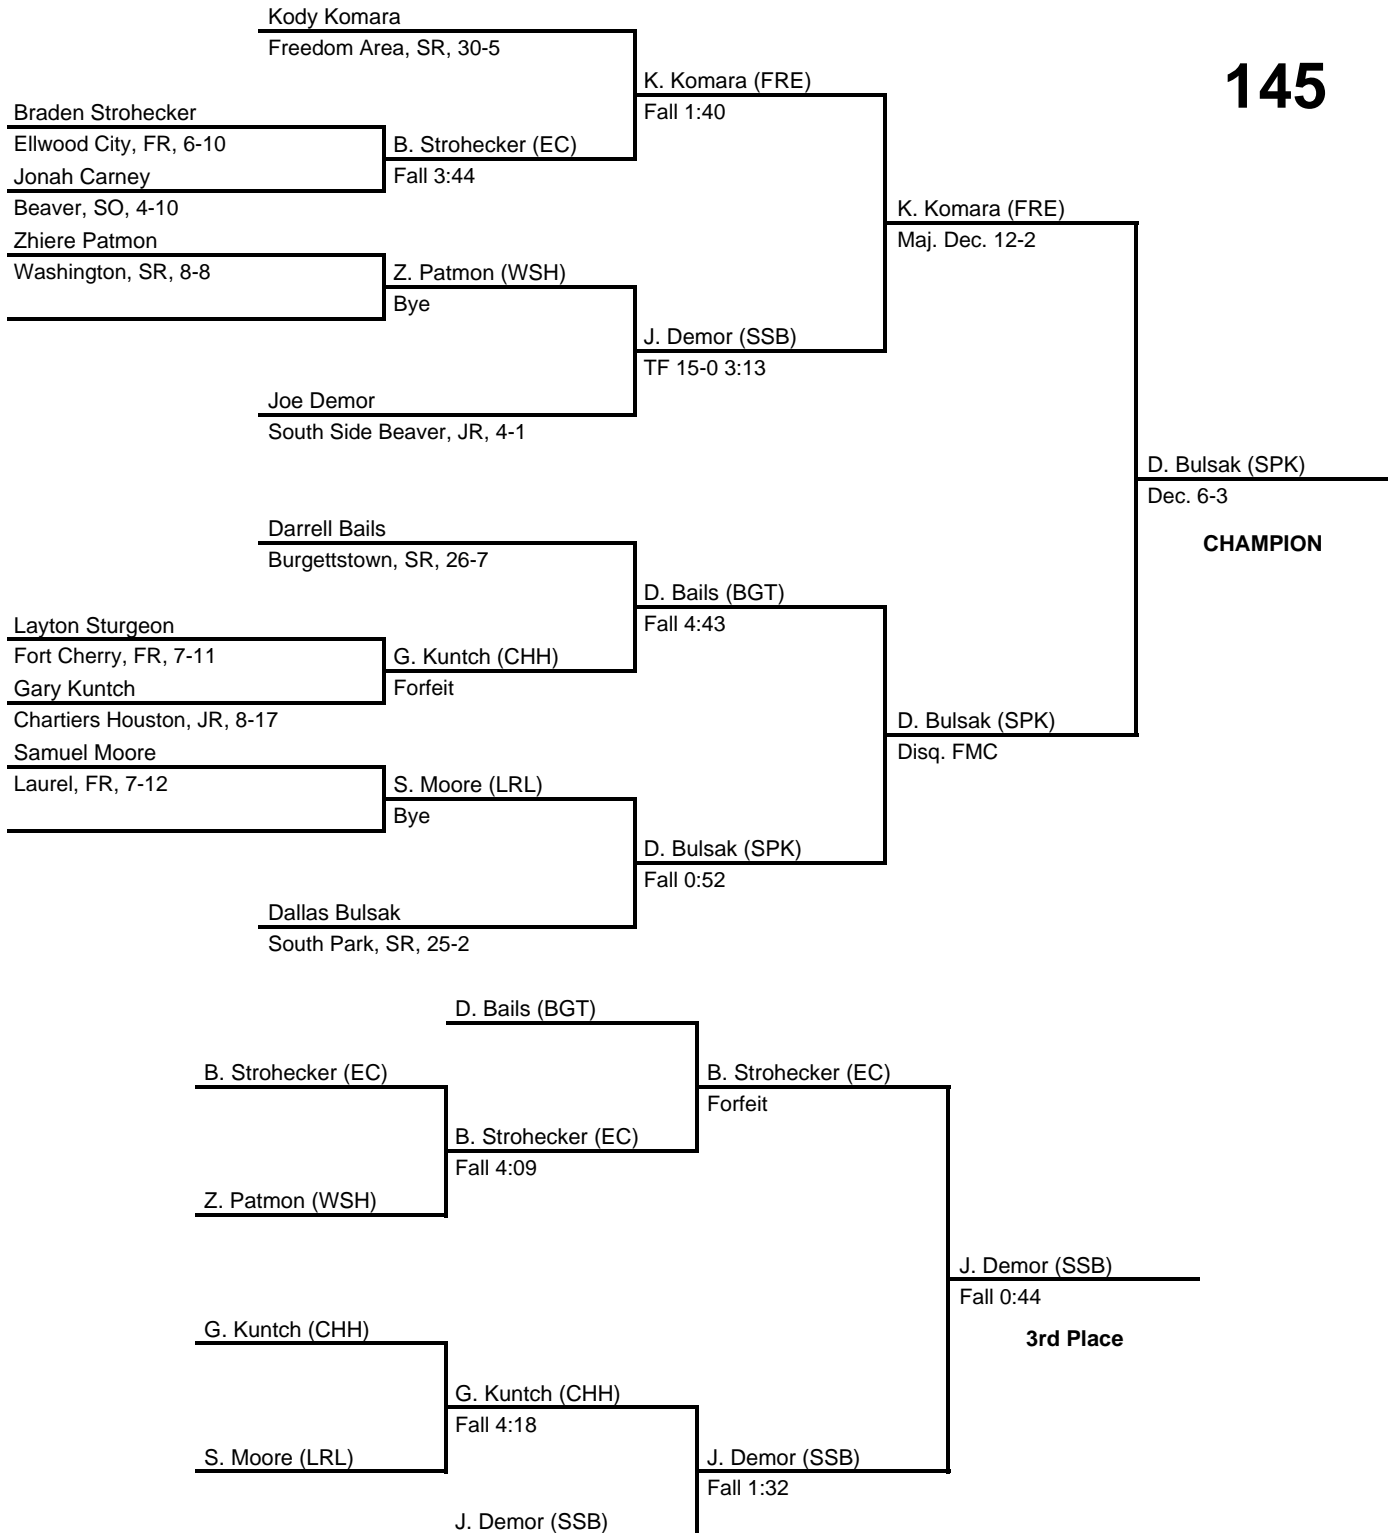 Kody Komara
Freedom Area, SR, 30-5
145
K. Komara (FRE)
Fall 1:40
Braden Strohecker
Ellwood City, FR, 6-10
B. Strohecker (EC)
Fall 3:44
Jonah Carney
Beaver, SO, 4-10
K. Komara (FRE)
Maj. Dec. 12-2
Zhiere Patmon
Washington, SR, 8-8
Z. Patmon (WSH)
Bye
J. Demor (SSB)
TF 15-0 3:13
Joe Demor
South Side Beaver, JR, 4-1
D. Bulsak (SPK)
Dec. 6-3
CHAMPION
Darrell Bails
Burgettstown, SR, 26-7
D. Bails (BGT)
Fall 4:43
Layton Sturgeon
Fort Cherry, FR, 7-11
G. Kuntch (CHH)
Forfeit
Gary Kuntch
Chartiers Houston, JR, 8-17
D. Bulsak (SPK)
Disq. FMC
Samuel Moore
Laurel, FR, 7-12
S. Moore (LRL)
Bye
D. Bulsak (SPK)
Fall 0:52
Dallas Bulsak
South Park, SR, 25-2
D. Bails (BGT)
B. Strohecker (EC)
B. Strohecker (EC)
Forfeit
B. Strohecker (EC)
Fall 4:09
Z. Patmon (WSH)
J. Demor (SSB)
Fall 0:44
3rd Place
G. Kuntch (CHH)
G. Kuntch (CHH)
Fall 4:18
S. Moore (LRL)
J. Demor (SSB)
Fall 1:32
J. Demor (SSB)